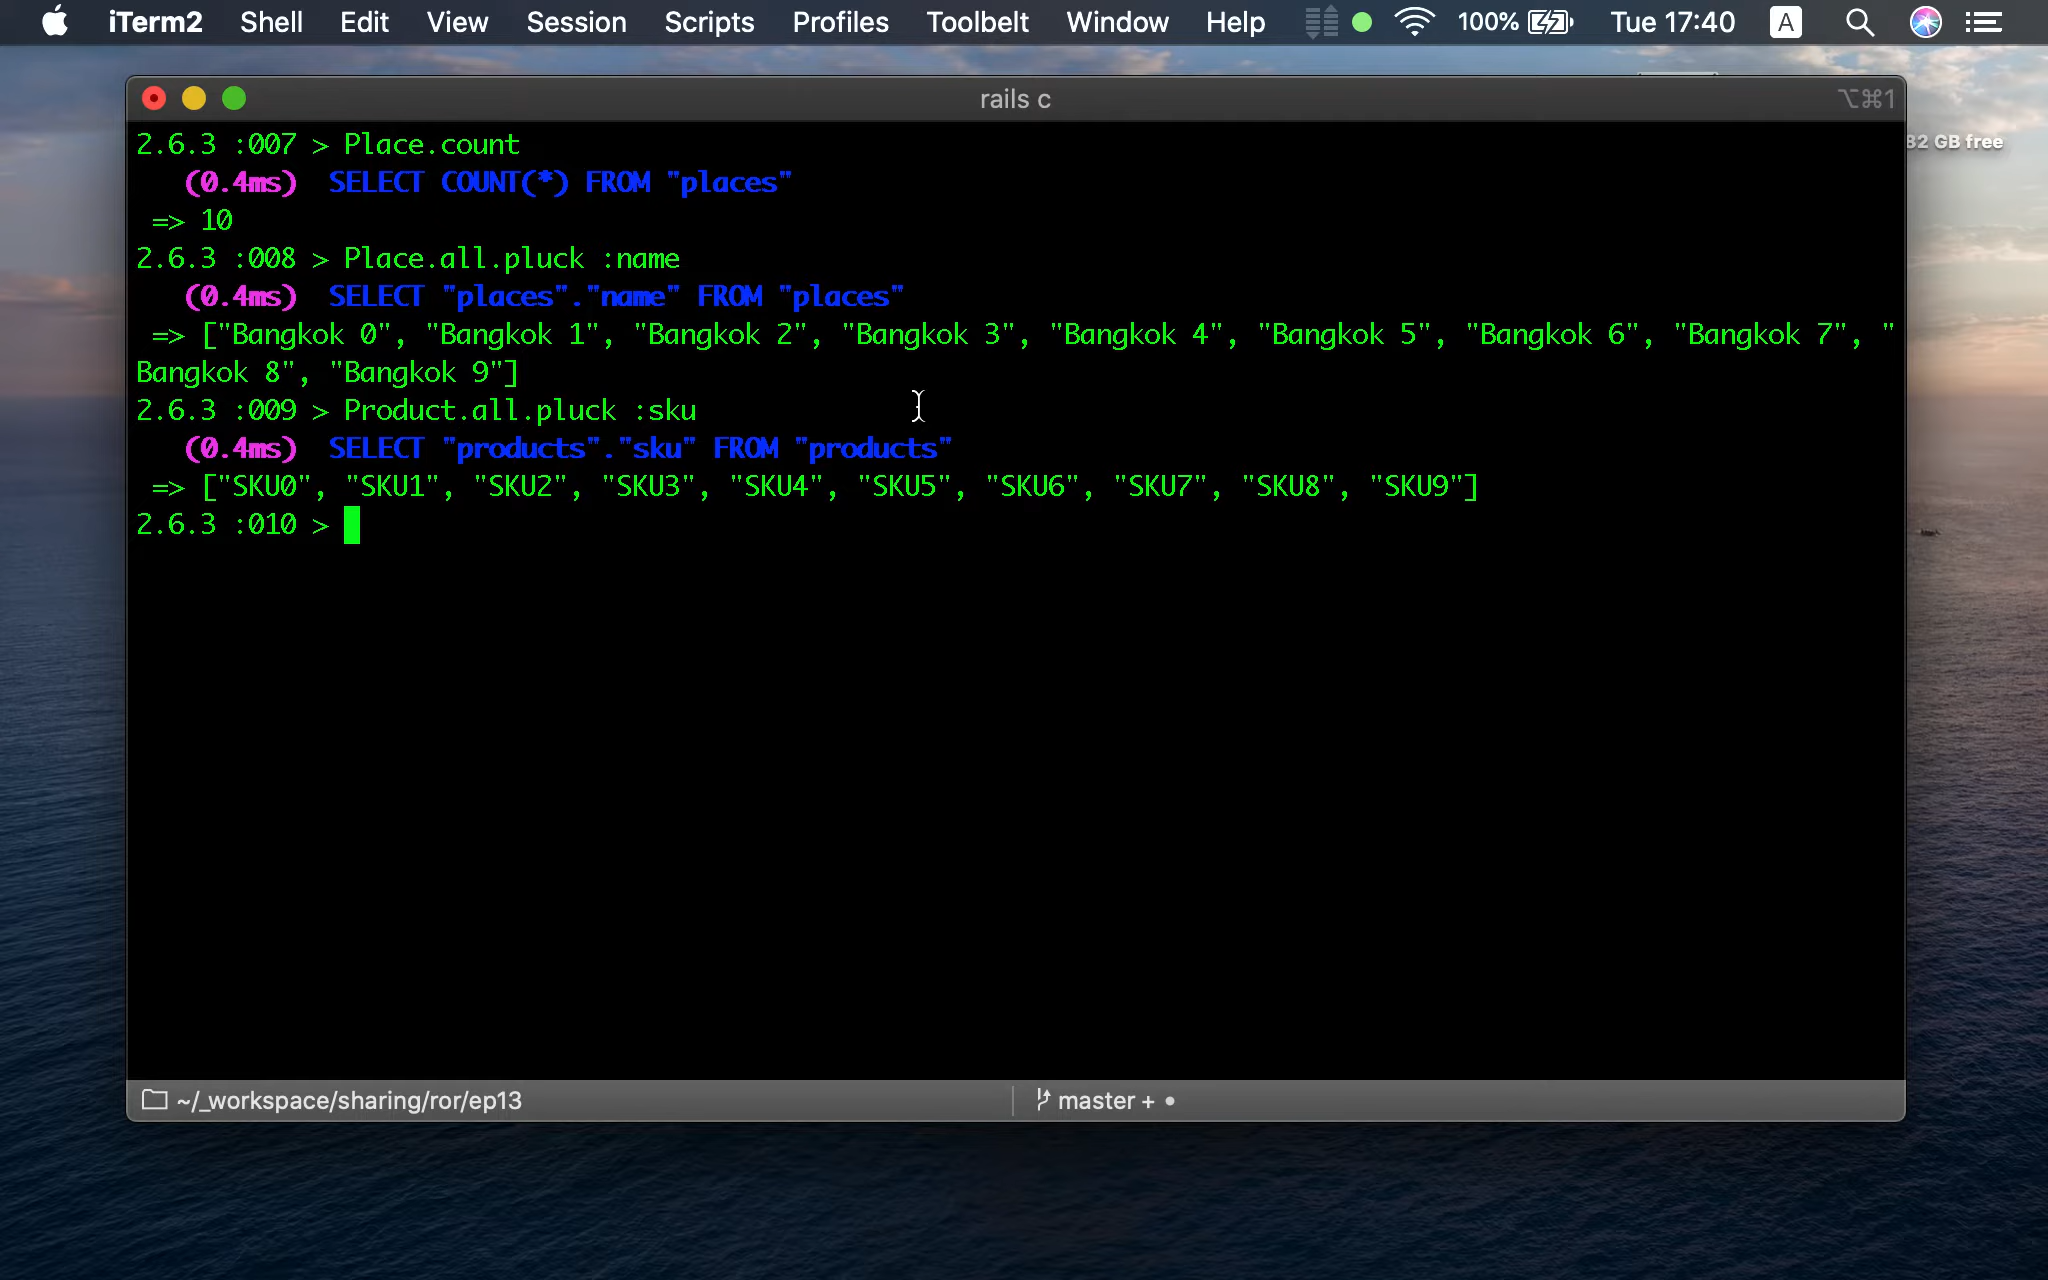 iTerm2 Shell Edit View Session Scripts Profiles Toolbelt Window Help 100% Tue 17:40 A
rails c ⌥⌘1
82 GB free
2.6.3 :007 > Place.count
(0.4ms) SELECT COUNT(*) FROM "places"
=> 10
2.6.3 :008 > Place.all.pluck :name
(0.4ms) SELECT "places"."name" FROM "places"
=> ["Bangkok 0", "Bangkok 1", "Bangkok 2", "Bangkok 3", "Bangkok 4", "Bangkok 5", "Bangkok 6", "Bangkok 7", "
Bangkok 8", "Bangkok 9"]
2.6.3 :009 > Product.all.pluck :sku
(0.4ms) SELECT "products"."sku" FROM "products"
=> ["SKU0", "SKU1", "SKU2", "SKU3", "SKU4", "SKU5", "SKU6", "SKU7", "SKU8", "SKU9"]
2.6.3 :010 >
~/_workspace/sharing/ror/ep13 master + •